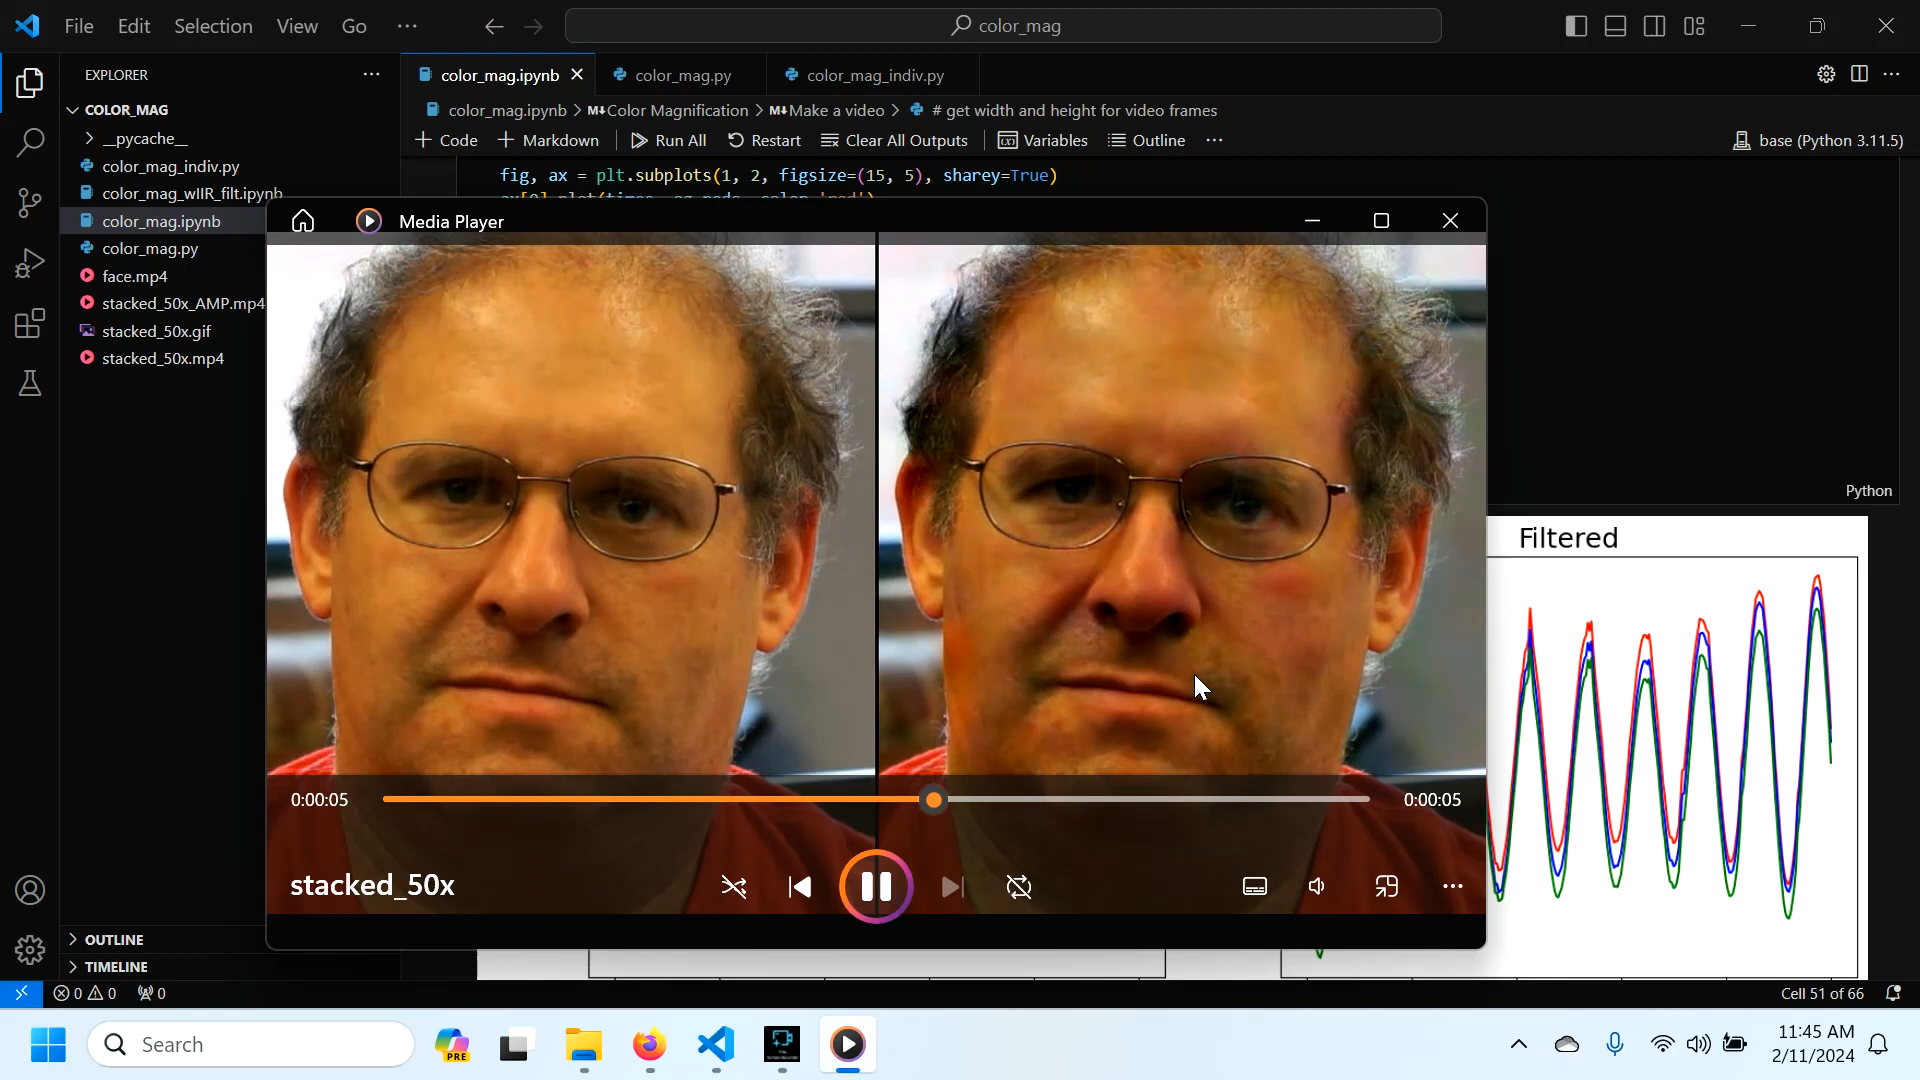 File Edit Selection View Go ···
color_mag
EXPLORER ···
COLOR_MAG
__pycache__
color_mag_indiv.py
color_mag_wIIR_filt.ipynb
color_mag.ipynb
color_mag.py
face.mp4
stacked_50x_AMP.mp4
stacked_50x.gif
stacked_50x.mp4
OUTLINE
TIMELINE
color_mag.ipynb
color_mag.py
color_mag_indiv.py
color_mag.ipynb > M↓Color Magnification > M↓Make a video > # get width and height for video frames
+ Code + Markdown Run All Restart Clear All Outputs Variables Outline ··· base (Python 3.11.5)
fig, ax = plt.subplots(1, 2, figsize=(15, 5), sharey=True)
Media Player
0:00:05 0:00:05
stacked_50x
Python
Filtered
0 0 0 Cell 51 of 66
Search
PRE
11:45 AM
2/11/2024